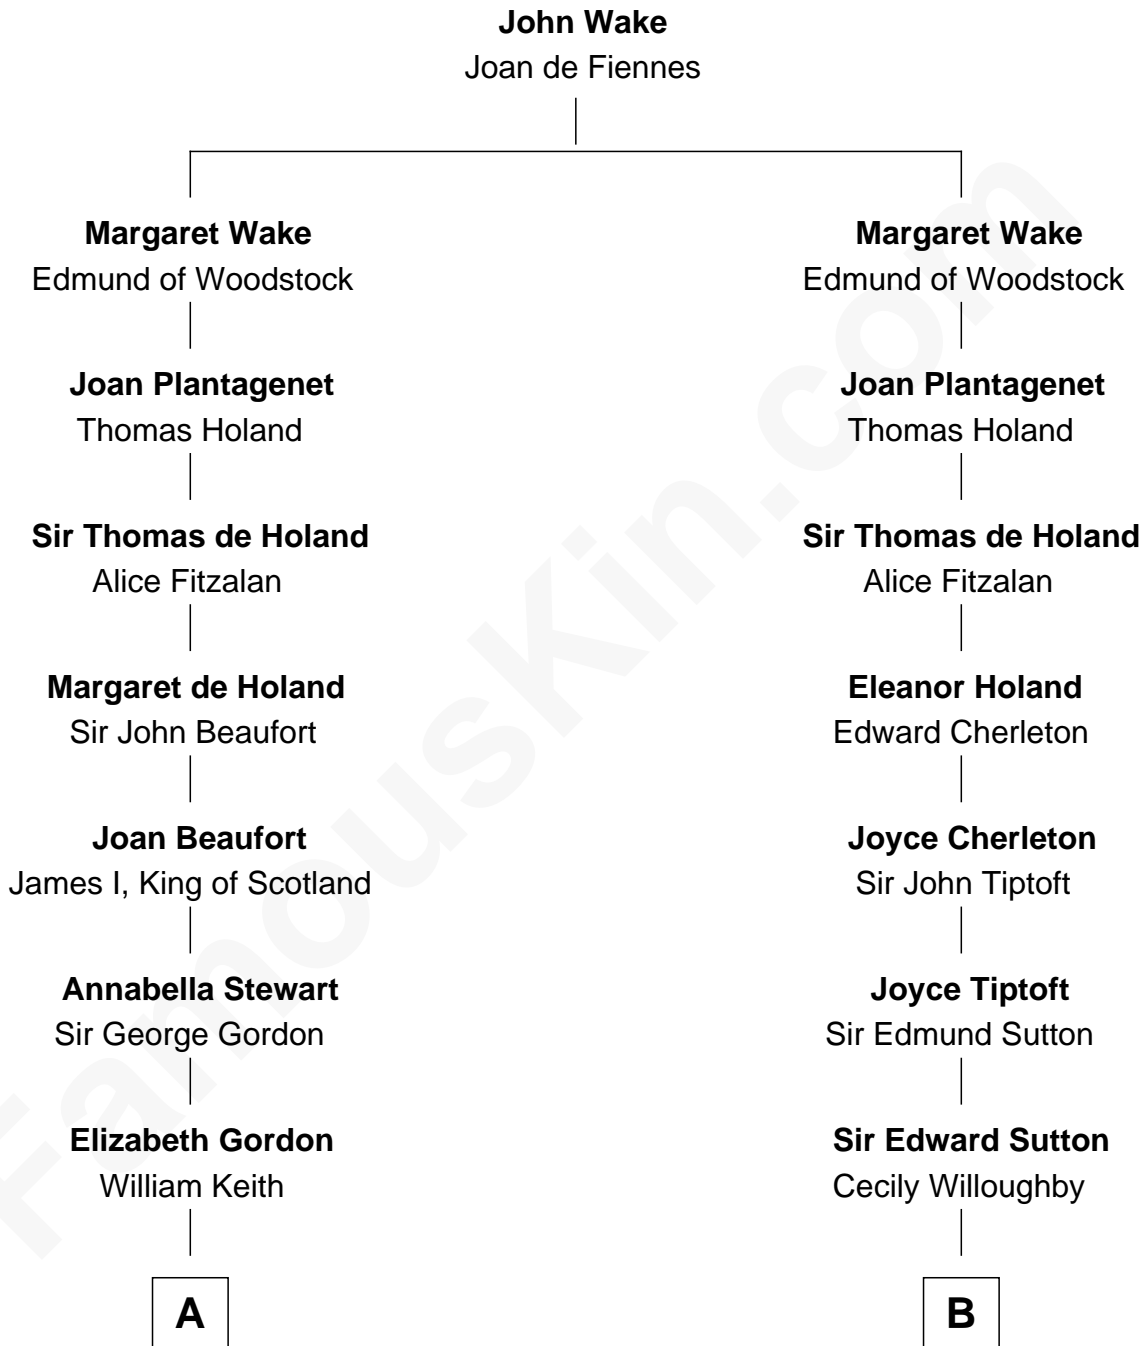 John Wake
Joan de Fiennes
Margaret Wake
Edmund of Woodstock
Margaret Wake
Edmund of Woodstock
Joan Plantagenet
Thomas Holand
Joan Plantagenet
Thomas Holand
Sir Thomas de Holand
Alice Fitzalan
Sir Thomas de Holand
Alice Fitzalan
Margaret de Holand
Sir John Beaufort
Eleanor Holand
Edward Cherleton
Joan Beaufort
James I, King of Scotland
Joyce Cherleton
Sir John Tiptoft
Annabella Stewart
Sir George Gordon
Joyce Tiptoft
Sir Edmund Sutton
Elizabeth Gordon
William Keith
Sir Edward Sutton
Cecily Willoughby
A
B
FamousKin.com